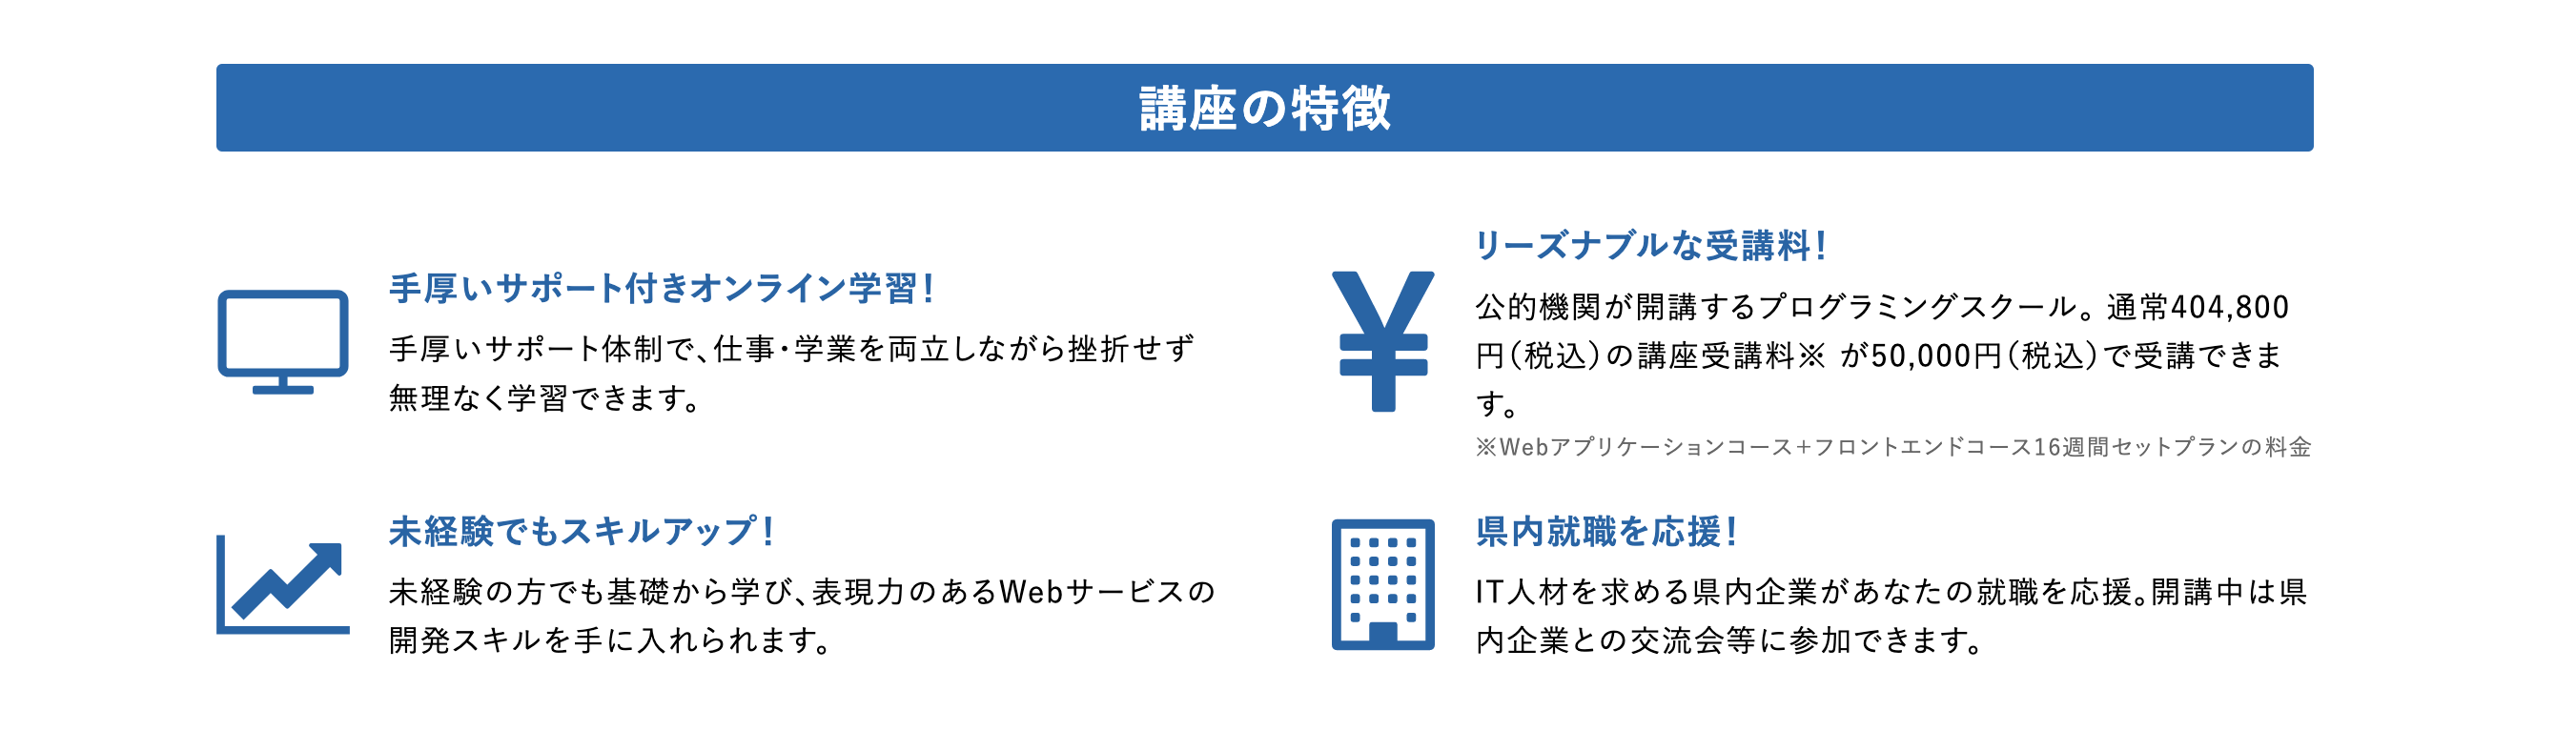 講座の特徴
手厚いサポート付きオンライン学習！
手厚いサポート体制で、仕事・学業を両立しながら挫折せず
無理なく学習できます。
リーズナブルな受講料！
公的機関が開講するプログラミングスクール。通常404,800
円（税込）の講座受講料※ が50,000円（税込）で受講できま
す。
※Webアプリケーションコース＋フロントエンドコース16週間セットプランの料金
未経験でもスキルアップ！
未経験の方でも基礎から学び、表現力のあるWebサービスの
開発スキルを手に入れられます。
県内就職を応援！
IT人材を求める県内企業があなたの就職を応援。開講中は県
内企業との交流会等に参加できます。